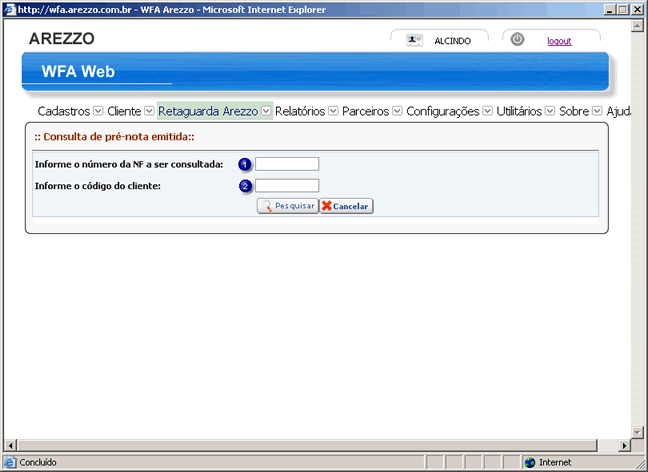 http://wfa.arezzo.com.br - WFA Arezzo - Microsoft Internet Explorer
AREZZO
ALCINDO
logout
WFA Web
Cadastros Cliente Retaguarda Arezzo Relatórios Parceiros Configurações Utilitários Sobre Ajud
:: Consulta de pré-nota emitida::
Informe o número da NF a ser consultada: 1
Informe o código do cliente: 2
Pesquisar Cancelar
Concluído
Internet